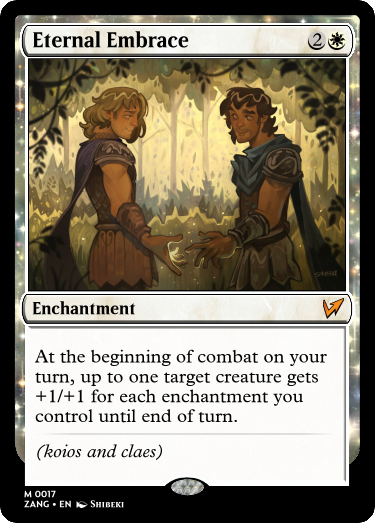 Eternal Embrace 2
Enchantment
At the beginning of combat on your
turn, up to one target creature gets
+1/+1 for each enchantment you
control until end of turn.
(koios and claes)
M 0017
ZANG • EN Shibeki